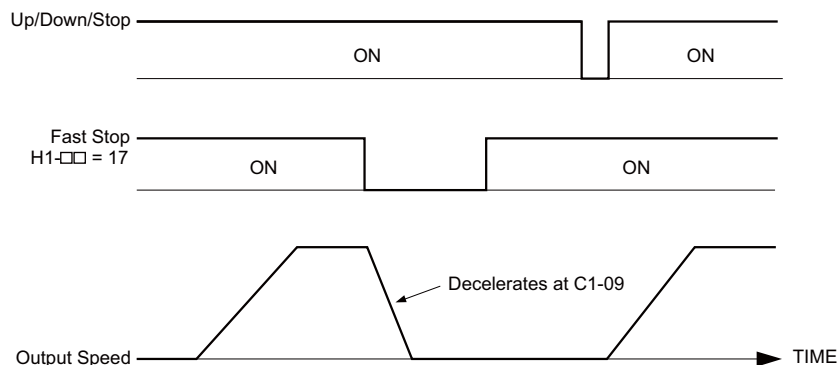 Up/Down/Stop
ON
ON
Fast Stop
H1-□□ = 17
ON
ON
Decelerates at C1-09
Output Speed
TIME